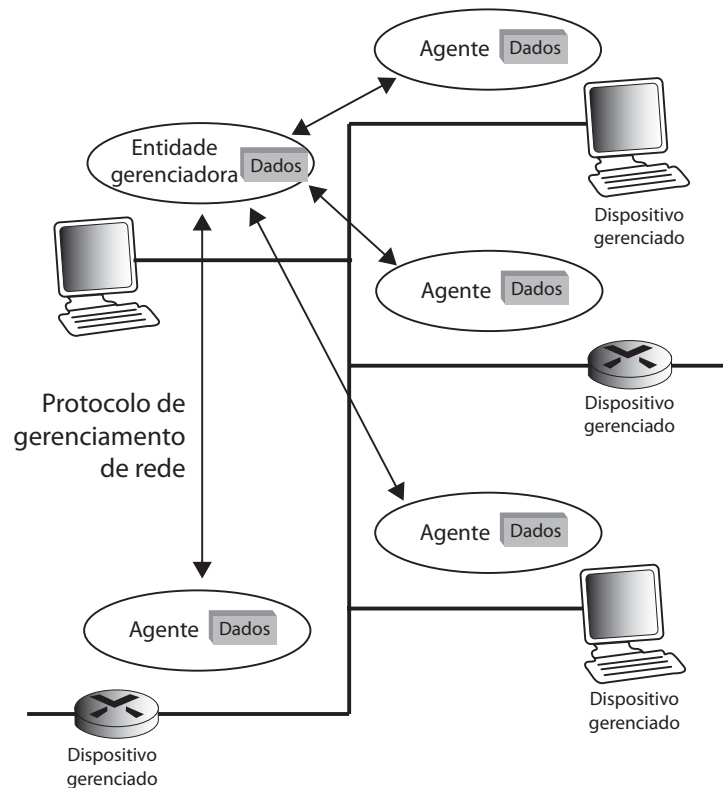 Agente Dados
Entidade
gerenciadora Dados
Dispositivo
gerenciado
Agente Dados
Dispositivo
gerenciado
Protocolo de
gerenciamento
de rede
Agente Dados
Agente Dados
Dispositivo
gerenciado
Dispositivo
gerenciado